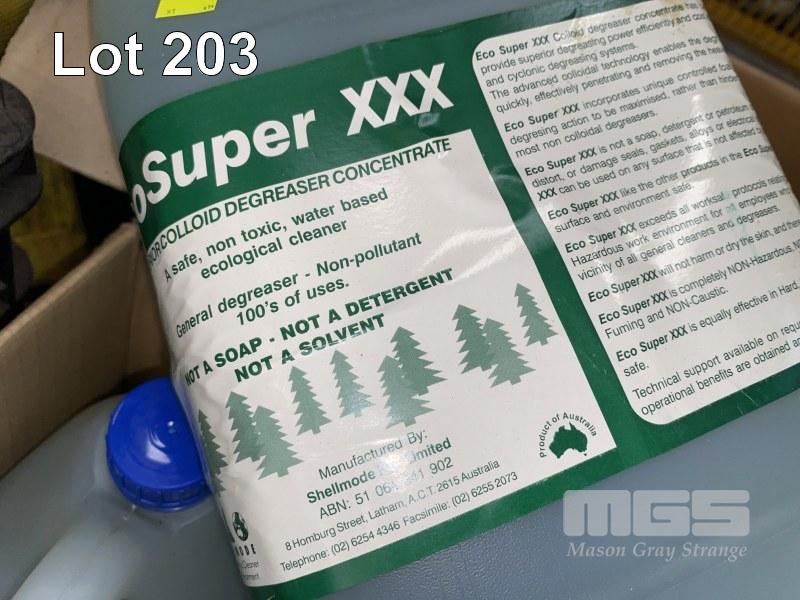 Lot 203
oSuper XXX
COLLOID DEGREASER CONCENTRATE
A safe, non toxic, water based
ecological cleaner
General degreaser - Non-pollutant
100's of uses.
NOT A SOAP - NOT A DETERGENT
NOT A SOLVENT
Manufactured By:
Shellmode Limited
ABN: 51 902
8 Homburg Street, Latham, A.C.T. 2615 Australia
Telephone: (02) 6254 4346 Facsimile: (02) 6255 2073
Product of Australia
MODE
Cleaner
Eco Super XXX Colloid degreaser concentrate has
provide superior degreasing power efficiently and
and cyclonic degreasing systems.
The advanced colloidal technology enables the
quickly, effectively penetrating and removing the
Eco Super XXX incorporates unique controlled
degresing action to be maximised, rather than
most non colloidal degreasers.
Eco Super XXX is not a soap, detergent or petroleum
distort, or damage seals, gaskets, alloys or
XXX can be used on any surface that is not affected
Eco Super XXX like the other products in the Eco
surface and environment safe.
Eco Super XXX exceeds all worksafe protocols
Hazardous work environment for all employees
vicinity of all general cleaners and degreasers.
Eco Super XXX will not harm or dry the skin, and
Eco Super XXX is completely NON-Hazardous,
Fuming and NON-Caustic.
Eco Super XXX is equally effective in Hard,
safe.
Technical support available on
operational benefits are obtained
MGS
Mason Gray Strange